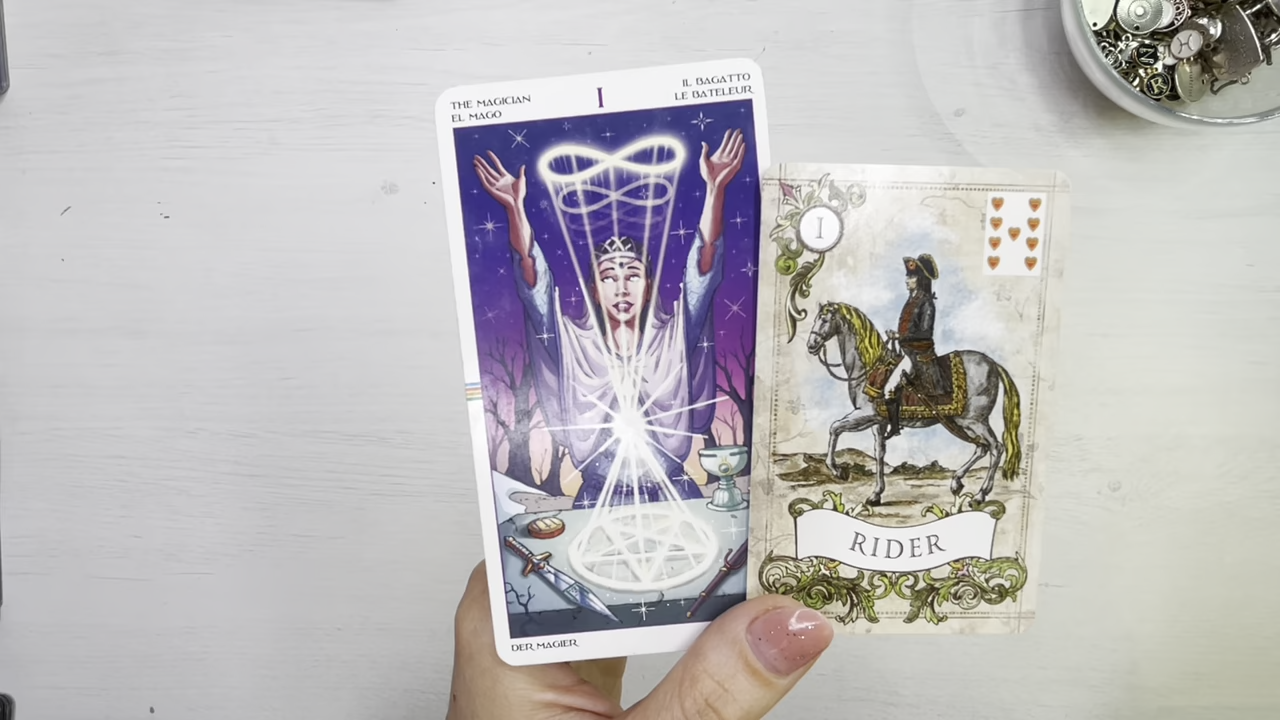 THE MAGICIAN
EL MAGO
I
IL BAGATTO
LE BATELEUR
DER MAGIER
I
RIDER